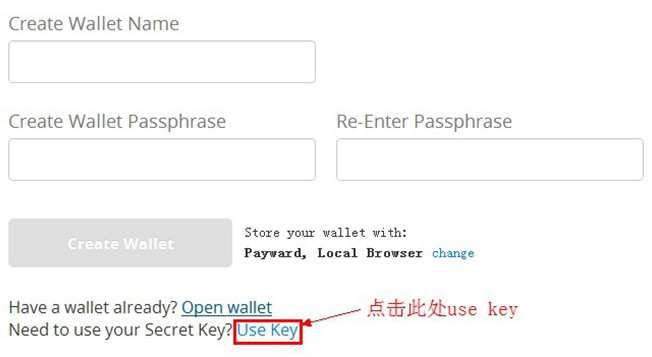 Create Wallet Name
Create Wallet Passphrase Re-Enter Passphrase
Create Wallet
Store your wallet with:
Payward, Local Browser change
Have a wallet already? Open wallet
Need to use your Secret Key? Use Key
点击此处use key